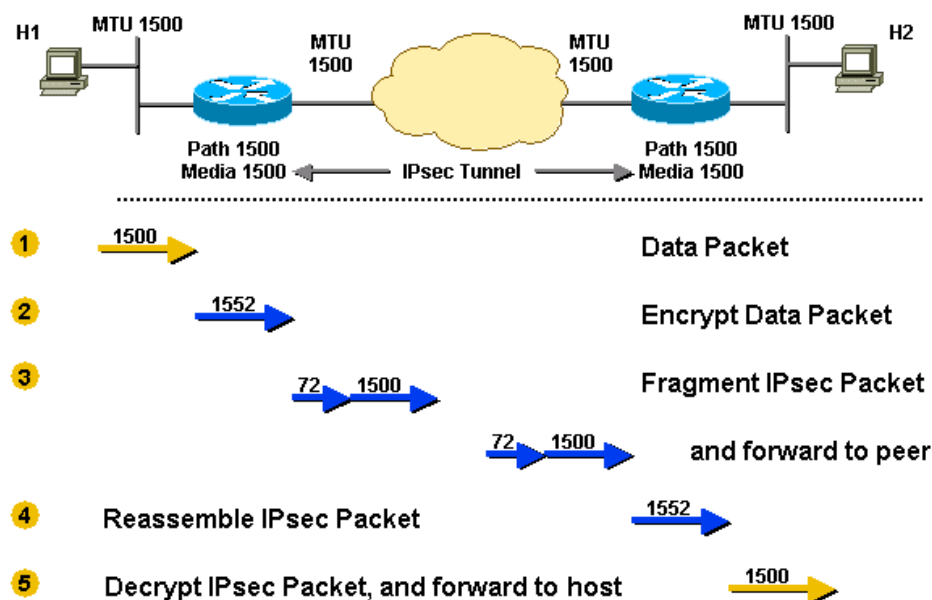 H1
MTU 1500
MTU
1500
MTU
1500
MTU 1500
H2
Path 1500
Media 1500
IPsec Tunnel
Path 1500
Media 1500
1
1500
Data Packet
2
1552
Encrypt Data Packet
3
72
1500
Fragment IPsec Packet
72
1500
and forward to peer
4
Reassemble IPsec Packet
1552
5
Decrypt IPsec Packet, and forward to host
1500